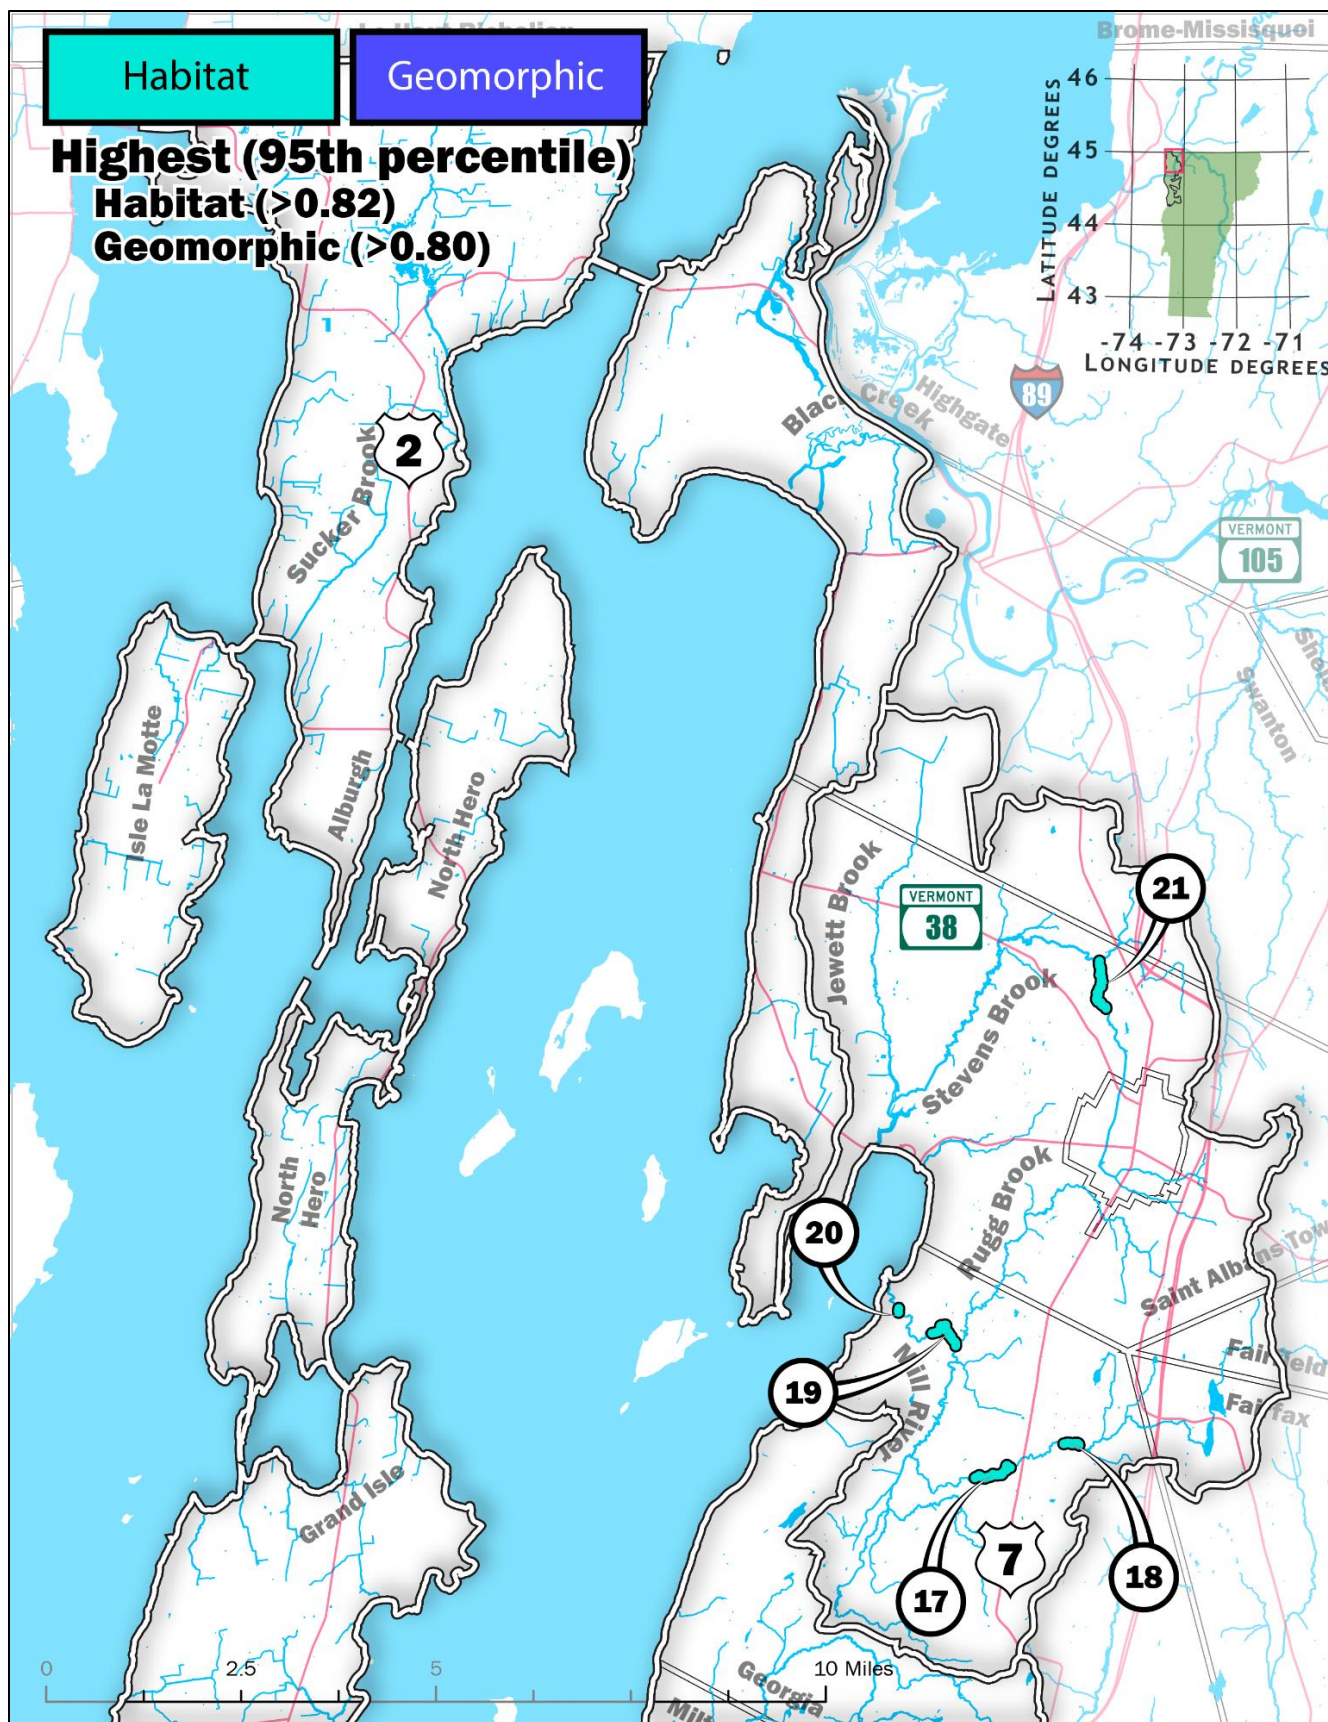 Brome-Missisquoi
Habitat
Geomorphic
Highest (95th percentile)
Habitat (>0.82)
Geomorphic (>0.80)
LATITUDE DEGREES
46
45
44
43
-74 -73 -72 -71
LONGITUDE DEGREES
89
Highgate
Black Creek
2
Sucker Brook
VERMONT
105
Swanton
Isle La Motte
Alburgh
North Hero
Jewett Brook
VERMONT
38
21
Stevens Brook
North
Hero
Rugg Brook
20
Saint Albans Tow
19
Mill River
Fairfield
Fairfax
Grand Isle
7
17
18
0
2.5
5
10 Miles
Georgia